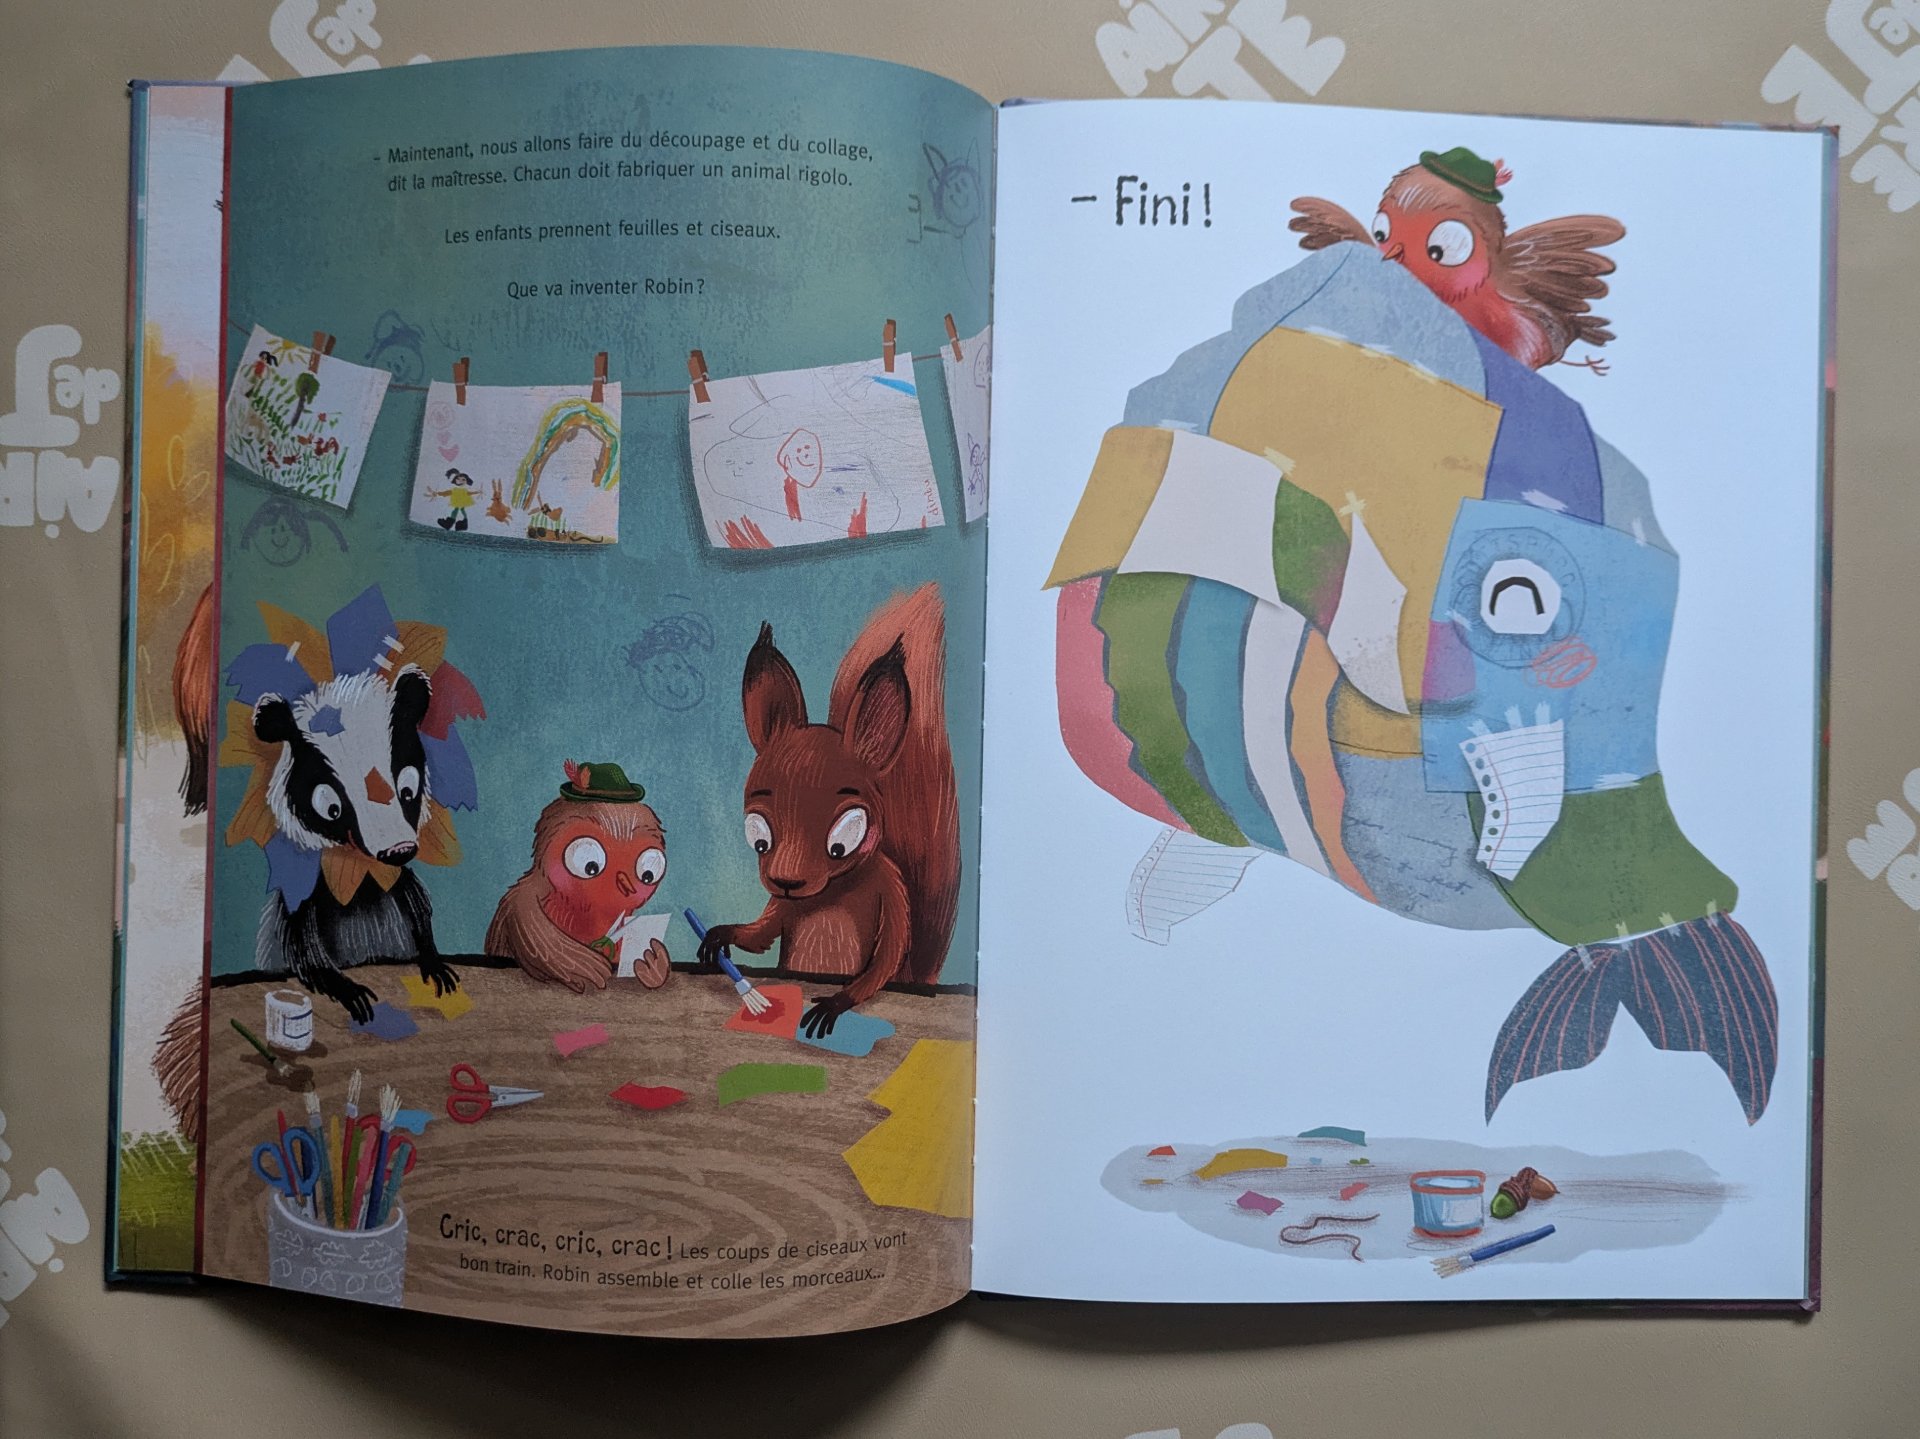 – Maintenant, nous allons faire du découpage et du collage,
dit la maîtresse. Chacun doit fabriquer un animal rigolo.
Les enfants prennent feuilles et ciseaux.
Que va inventer Robin ?
Cric, crac, cric, crac ! Les coups de ciseaux vont
bon train. Robin assemble et colle les morceaux...
– Fini !